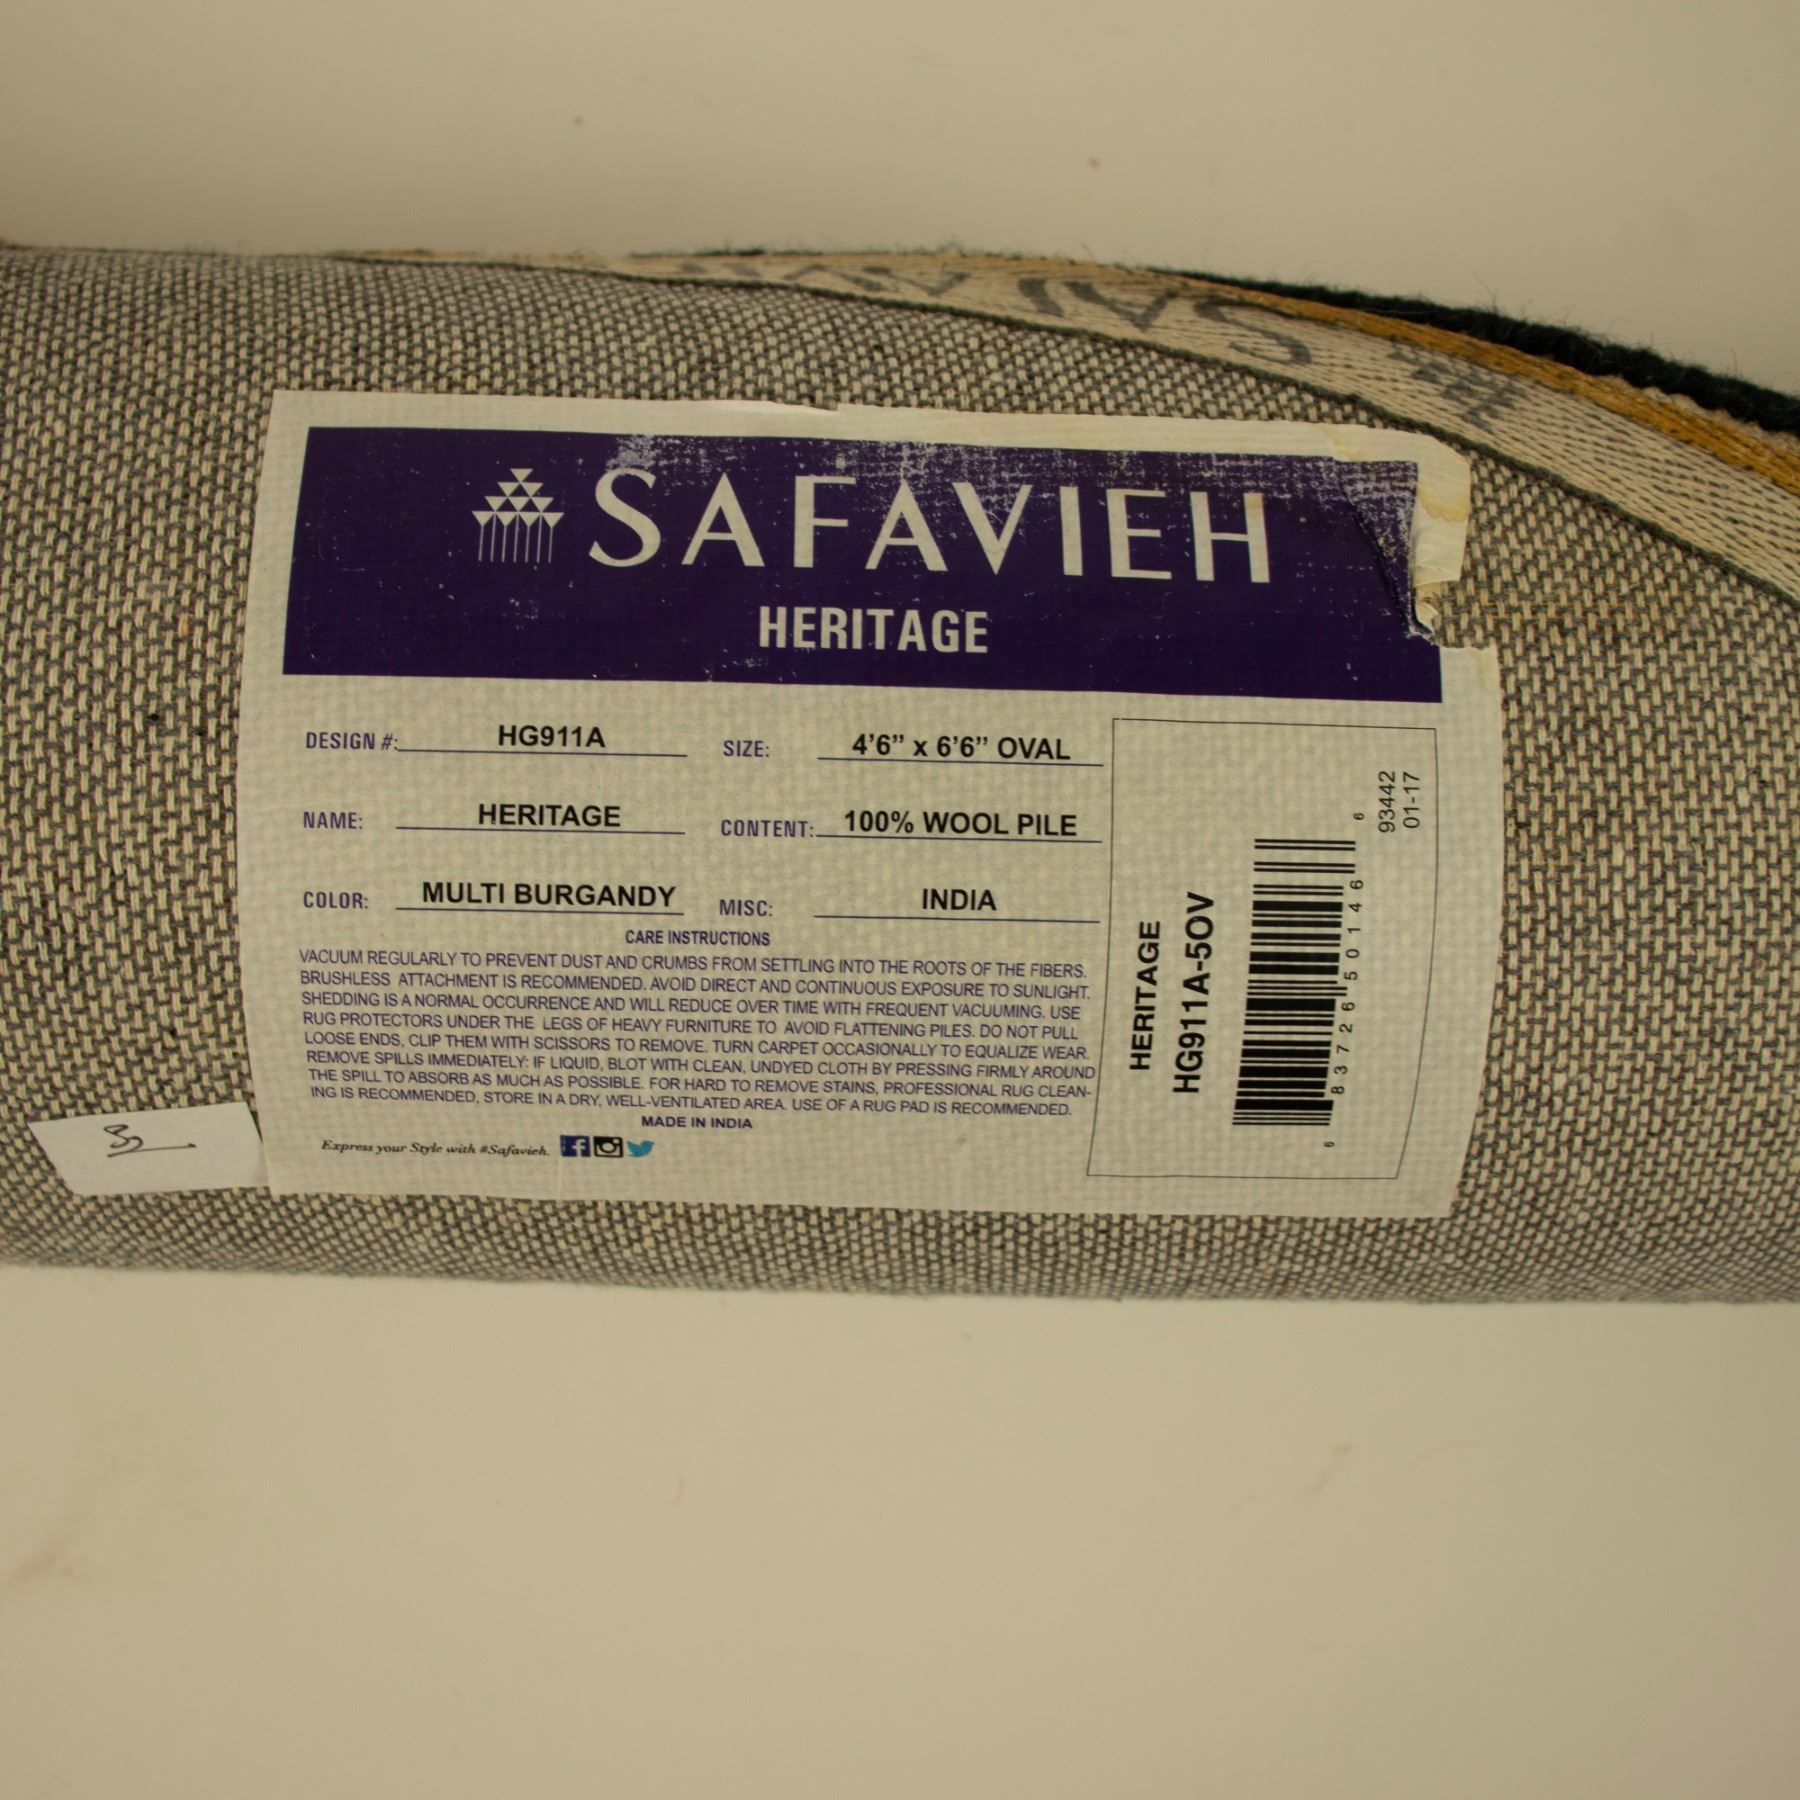 SAFAVIEH
HERITAGE
DESIGN #: HG911A
SIZE: 4’6” x 6’6” OVAL
NAME: HERITAGE
CONTENT: 100% WOOL PILE
COLOR: MULTI BURGANDY
MISC: INDIA
CARE INSTRUCTIONS
VACUUM REGULARLY TO PREVENT DUST AND CRUMBS FROM SETTLING INTO THE ROOTS OF THE FIBERS.
BRUSHLESS ATTACHMENT IS RECOMMENDED. AVOID DIRECT AND CONTINUOUS EXPOSURE TO SUNLIGHT.
SHEDDING IS A NORMAL OCCURRENCE AND WILL REDUCE OVER TIME WITH FREQUENT VACUUMING. USE
RUG PROTECTORS UNDER THE LEGS OF HEAVY FURNITURE TO AVOID FLATTENING PILES. DO NOT PULL
LOOSE ENDS, CLIP THEM WITH SCISSORS TO REMOVE. TURN CARPET OCCASIONALLY TO EQUALIZE WEAR.
REMOVE SPILLS IMMEDIATELY: IF LIQUID, BLOT WITH CLEAN, UNDYED CLOTH BY PRESSING FIRMLY AROUND
THE SPILL TO ABSORB AS MUCH AS POSSIBLE. FOR HARD TO REMOVE STAINS, PROFESSIONAL RUG CLEAN-
ING IS RECOMMENDED, STORE IN A DRY, WELL-VENTILATED AREA. USE OF A RUG PAD IS RECOMMENDED.
MADE IN INDIA
Express your Style with #Safavieh.
HERITAGE
HG911A-5OV
6 83726 50146 6
93442
01-17